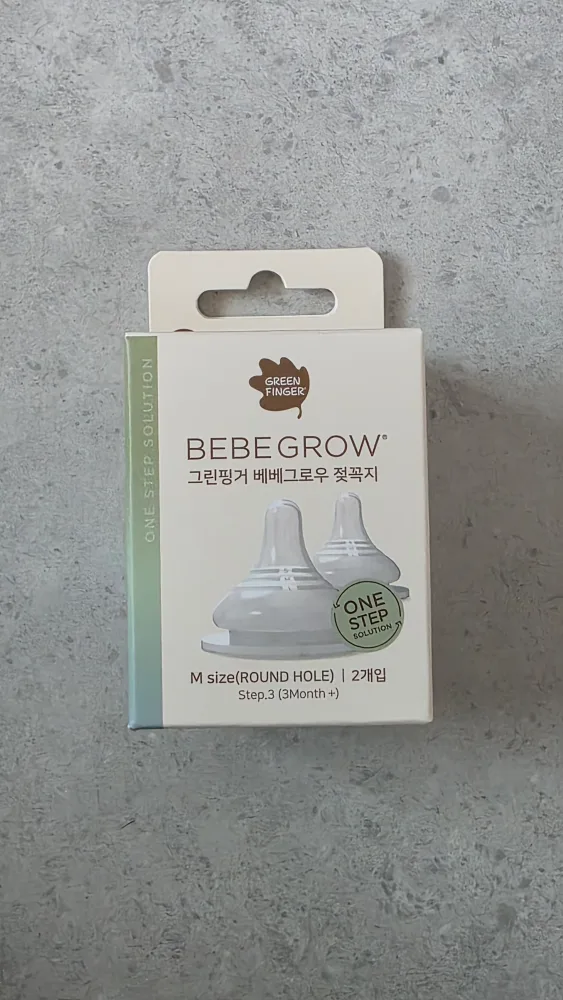 GREEN
FINGER
BEBEGROW®
그린핑거 베베그로우 젖꼭지
ONE STEP SOLUTION
ONE
STEP
SOLUTION
M size(ROUND HOLE) | 2개입
Step.3 (3Month+)